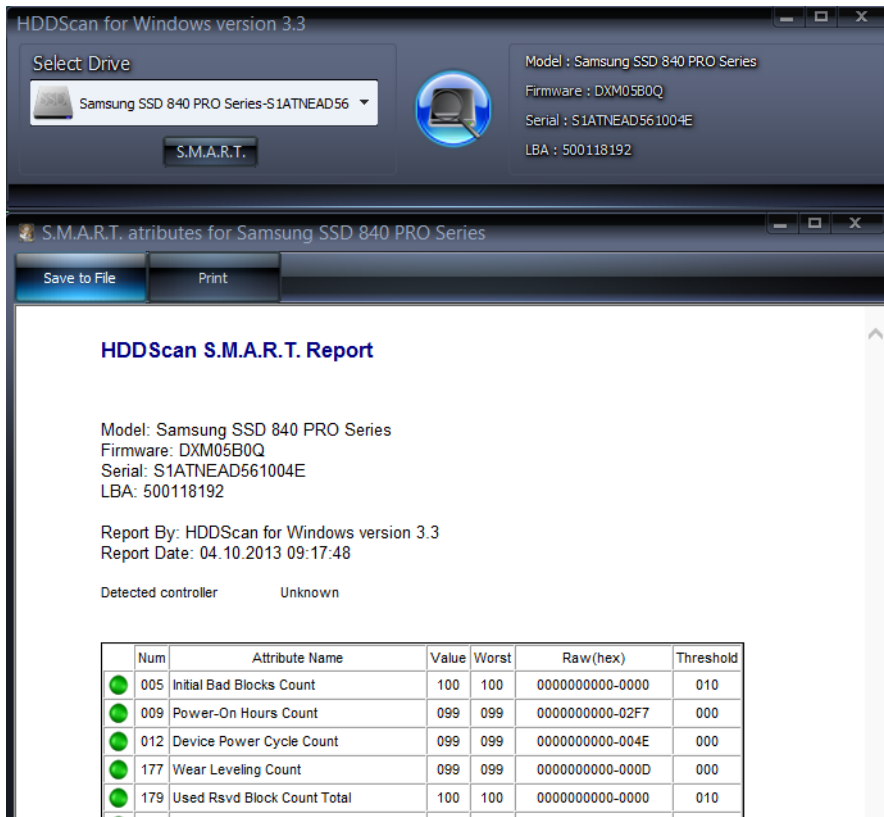 HDDScan for Windows version 3.3
Select Drive
Samsung SSD 840 PRO Series-S1ATNEAD56
S.M.A.R.T.
Model : Samsung SSD 840 PRO Series
Firmware : DXM05B0Q
Serial : S1ATNEAD561004E
LBA : 500118192
S.M.A.R.T. atributes for Samsung SSD 840 PRO Series
Save to File Print
HDDScan S.M.A.R.T. Report
Model: Samsung SSD 840 PRO Series
Firmware: DXM05B0Q
Serial: S1ATNEAD561004E
LBA: 500118192
Report By: HDDScan for Windows version 3.3
Report Date: 04.10.2013 09:17:48
Detected controller Unknown
Num Attribute Name Value Worst Raw(hex) Threshold
005 Initial Bad Blocks Count 100 100 0000000000-0000 010
009 Power-On Hours Count 099 099 0000000000-02F7 000
012 Device Power Cycle Count 099 099 0000000000-004E 000
177 Wear Leveling Count 099 099 0000000000-000D 000
179 Used Rsvd Block Count Total 100 100 0000000000-0000 010